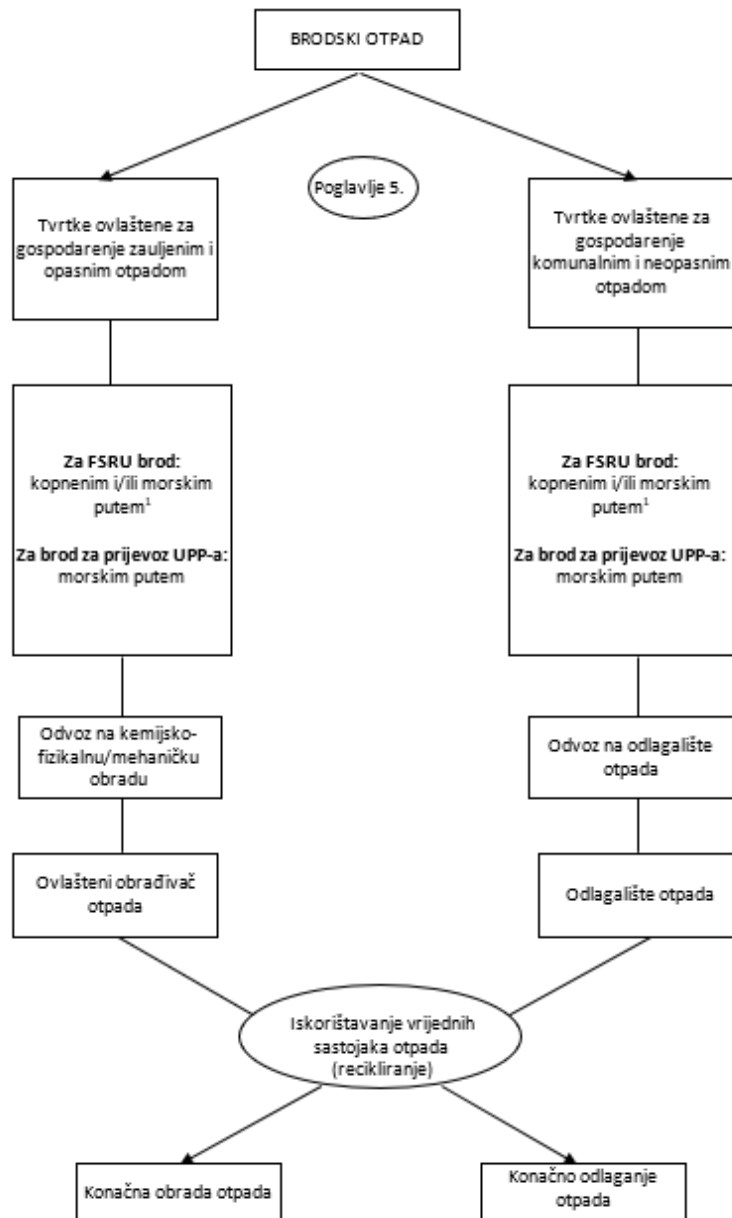 BRODSKI OTPAD
Poglavlje 5.
Tvrtke ovlaštene za
gospodarenje zauljenim i
opasnim otpadom
Tvrtke ovlaštene za
gospodarenje
komunalnim i neopasnim
otpadom
Za FSRU brod:
kopnenim i/ili morskim
putem¹
Za brod za prijevoz UPP-a:
morskim putem
Za FSRU brod:
kopnenim i/ili morskim
putem¹
Za brod za prijevoz UPP-a:
morskim putem
Odvoz na kemijsko-
fizikalnu/mehaničku
obradu
Odvoz na odlagalište
otpada
Ovlašteni obrađivač
otpada
Odlagalište otpada
Iskorištavanje vrijednih
sastojaka otpada
(recikliranje)
Konačna obrada otpada
Konačno odlaganje
otpada